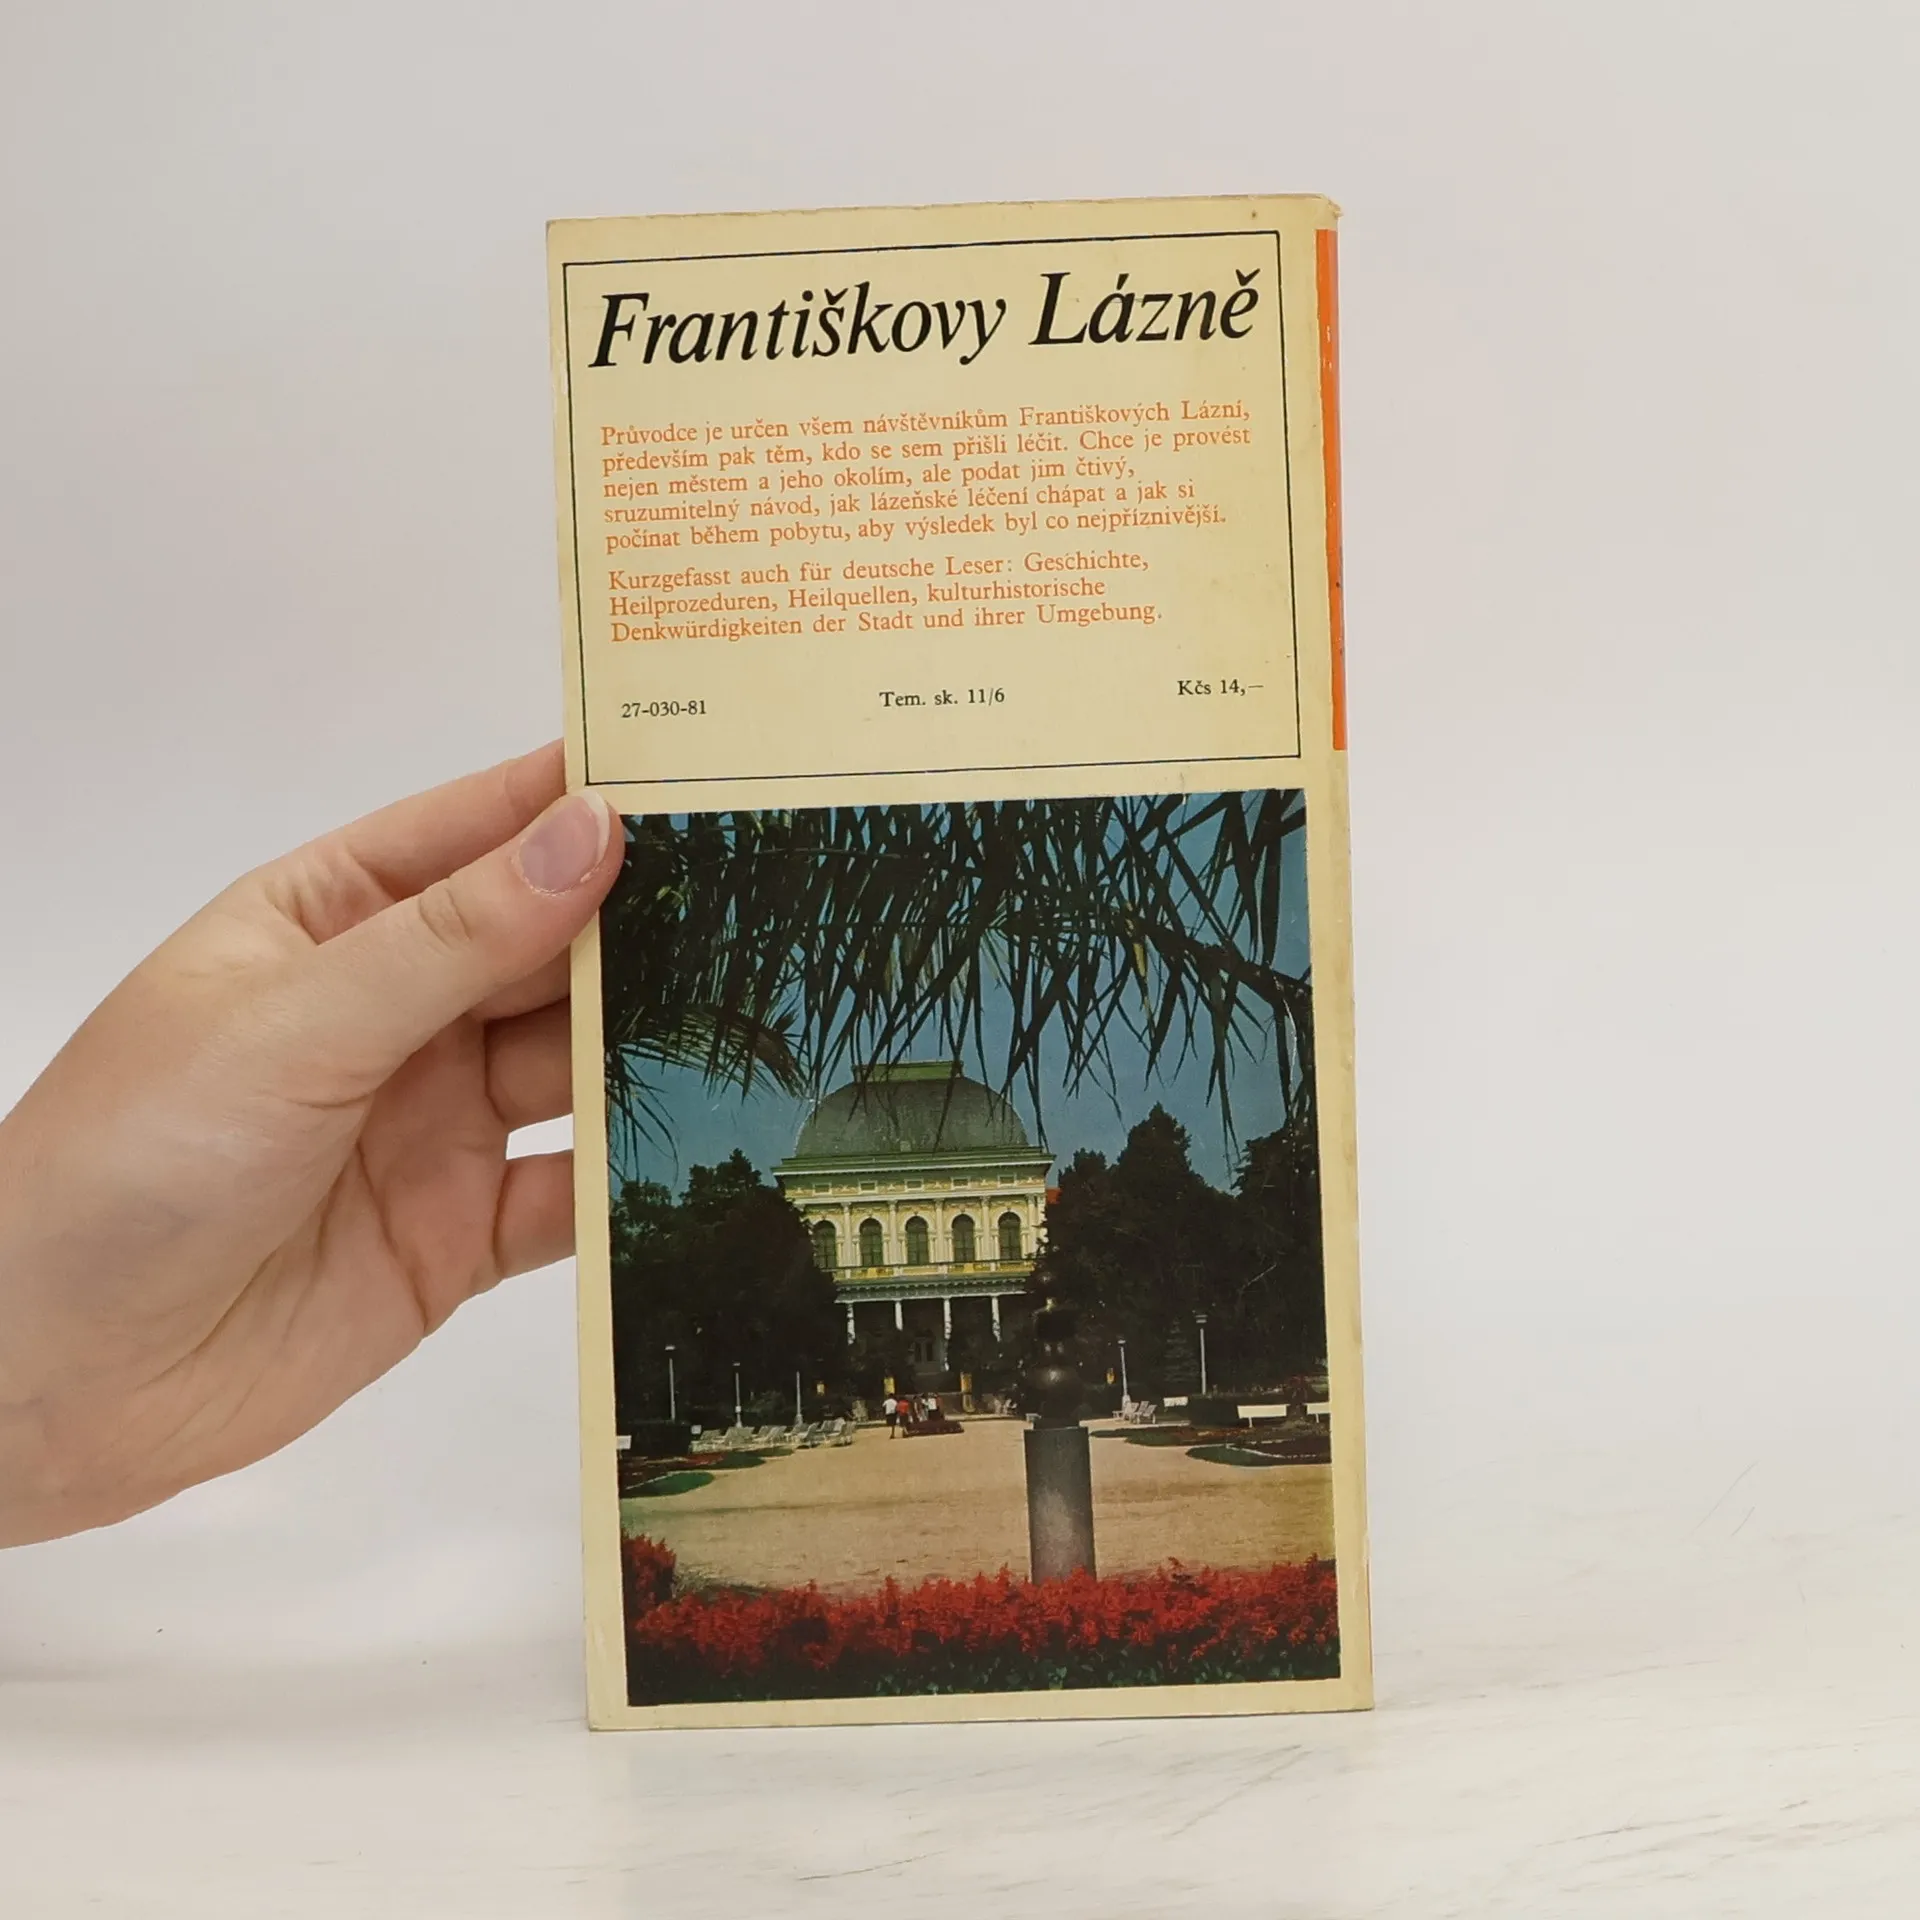 Františkovy Lázně
Průvodce je určen všem návštěvníkům Františkových Lázní,
především pak těm, kdo se sem přišli léčit. Chce je provést
nejen městem a jeho okolím, ale podat jim čtivý,
sruzumitelný návod, jak lázeňské léčení chápat a jak si
počínat během pobytu, aby výsledek byl co nejpříznivější.
Kurzgefasst auch für deutsche Leser: Geschichte,
Heilprozeduren, Heilquellen, kulturhistorische
Denkwürdigkeiten der Stadt und ihrer Umgebung.
27-030-81 Tem. sk. 11/6 Kčs 14,—